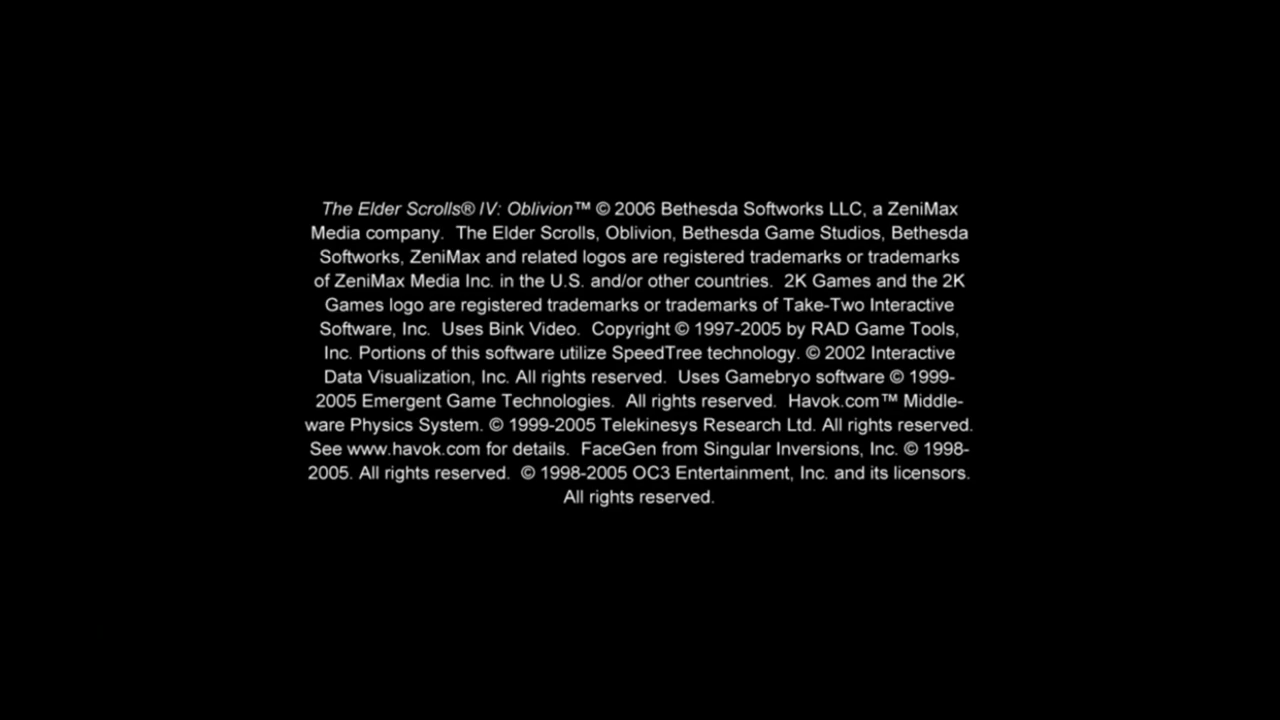 The Elder Scrolls® IV: Oblivion™ © 2006 Bethesda Softworks LLC, a ZeniMax
Media company.  The Elder Scrolls, Oblivion, Bethesda Game Studios, Bethesda
Softworks, ZeniMax and related logos are registered trademarks or trademarks
of ZeniMax Media Inc. in the U.S. and/or other countries.  2K Games and the 2K
Games logo are registered trademarks or trademarks of Take-Two Interactive
Software, Inc.  Uses Bink Video.  Copyright © 1997-2005 by RAD Game Tools,
Inc. Portions of this software utilize SpeedTree technology. © 2002 Interactive
Data Visualization, Inc. All rights reserved.  Uses Gamebryo software © 1999-
2005 Emergent Game Technologies.  All rights reserved.  Havok.com™ Middle-
ware Physics System. © 1999-2005 Telekinesys Research Ltd. All rights reserved.
See www.havok.com for details.  FaceGen from Singular Inversions, Inc. © 1998-
2005. All rights reserved.  © 1998-2005 OC3 Entertainment, Inc. and its licensors.
All rights reserved.